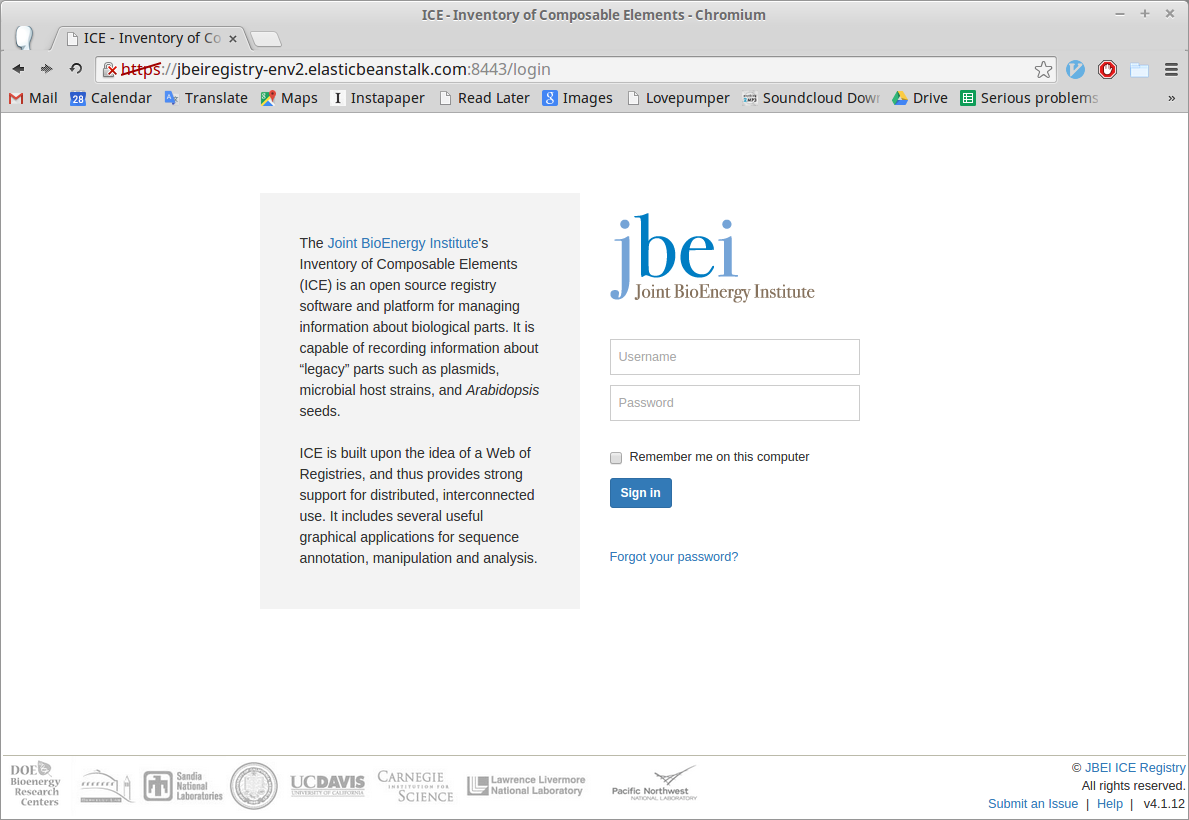 ICE - Inventory of Composable Elements - Chromium
ICE - Inventory of Co
https://jbeiregistry-env2.elasticbeanstalk.com:8443/login
Mail 28 Calendar Translate Maps I Instapaper Read Later 8 Images Lovepumper MP3 Soundcloud Down Drive Serious problems »
The Joint BioEnergy Institute's
Inventory of Composable Elements
(ICE) is an open source registry
software and platform for managing
information about biological parts. It is
capable of recording information about
“legacy” parts such as plasmids,
microbial host strains, and Arabidopsis
seeds.
ICE is built upon the idea of a Web of
Registries, and thus provides strong
support for distributed, interconnected
use. It includes several useful
graphical applications for sequence
annotation, manipulation and analysis.
jbei
Joint BioEnergy Institute
Username
Password
Remember me on this computer
Sign in
Forgot your password?
DOE
Bioenergy
Research
Centers
Sandia
National
Laboratories
UCDAVIS
UNIVERSITY OF CALIFORNIA
CARNEGIE
INSTITUTION FOR
SCIENCE
Lawrence Livermore
National Laboratory
Pacific Northwest
NATIONAL LABORATORY
© JBEI ICE Registry
All rights reserved.
Submit an Issue | Help | v4.1.12